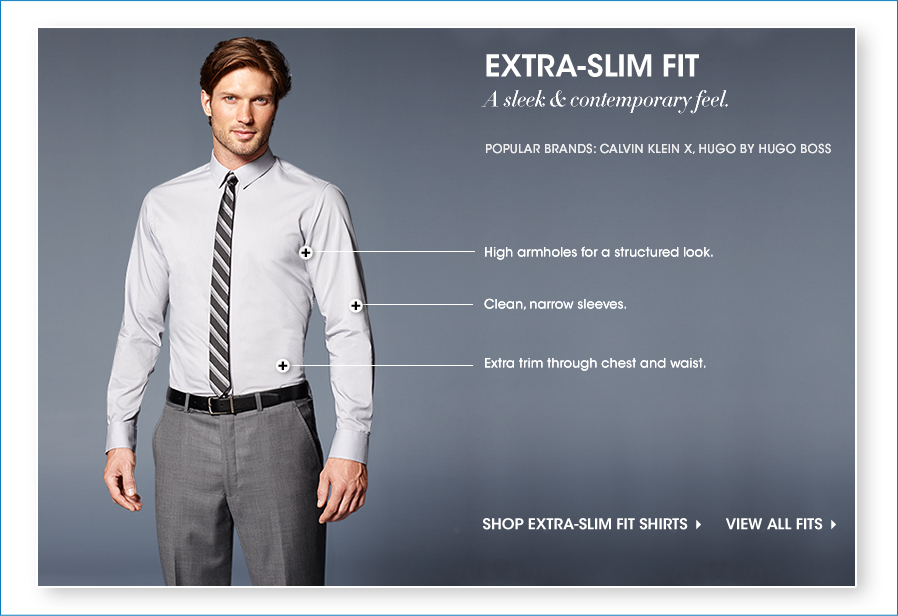 EXTRA-SLIM FIT
A sleek & contemporary feel.
POPULAR BRANDS: CALVIN KLEIN X, HUGO BY HUGO BOSS
High armholes for a structured look.
Clean, narrow sleeves.
Extra trim through chest and waist.
SHOP EXTRA-SLIM FIT SHIRTS VIEW ALL FITS